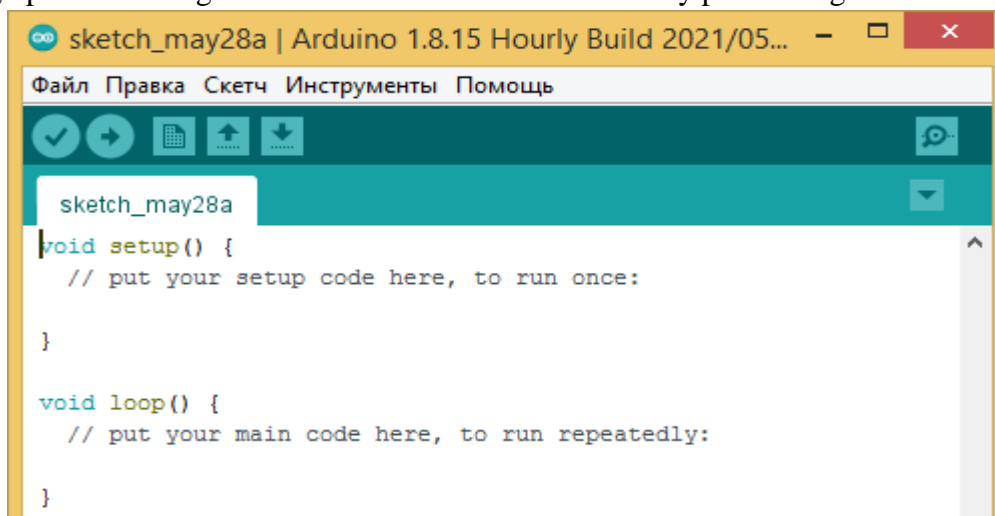 sketch_may28a | Arduino 1.8.15 Hourly Build 2021/05...
Файл Правка Скетч Инструменты Помощь
sketch_may28a
void setup() {
// put your setup code here, to run once:
}
void loop() {
// put your main code here, to run repeatedly:
}